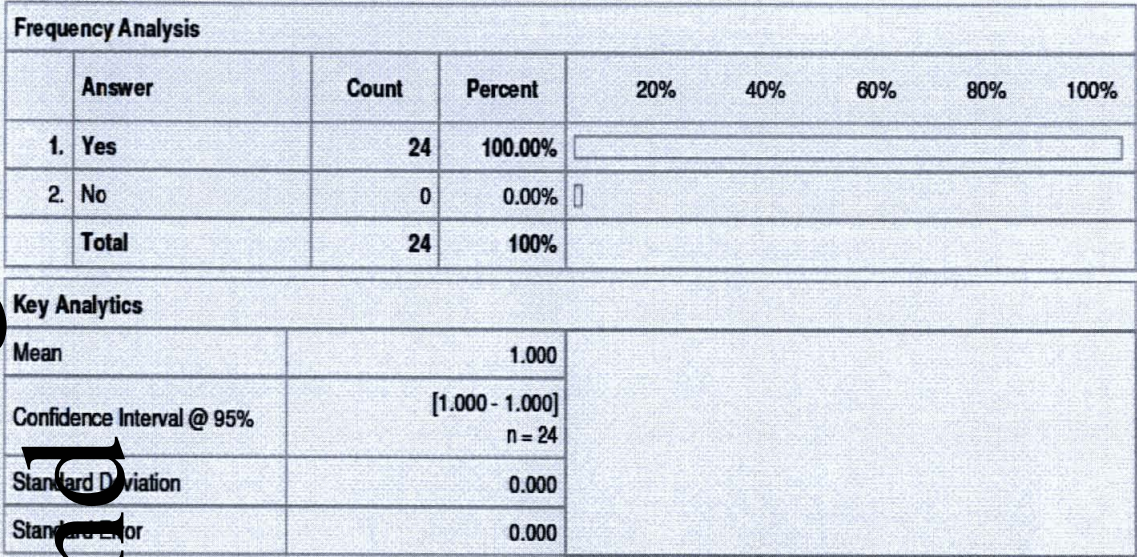 Frequency Analysis
Answer Count Percent 20% 40% 60% 80% 100%
1. Yes 24 100.00%
2. No 0 0.00%
Total 24 100%
Key Analytics
Mean 1.000
Confidence Interval @ 95% [1.000 - 1.000]
n = 24
Standard Deviation 0.000
Standard Error 0.000